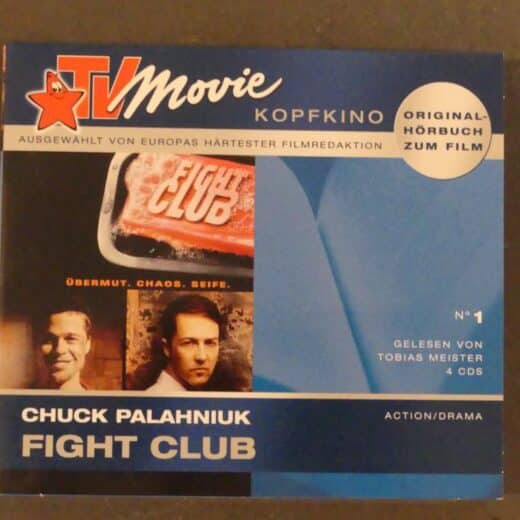 TV Movie
KOPFKINO
AUSGEWÄHLT VON EUROPAS HÄRTESTER FILMREDAKTION
ORIGINAL-
HÖRBUCH
ZUM FILM
FIGHT
CLUB
ÜBERMUT. CHAOS. SEIFE.
N° 1
GELESEN VON
TOBIAS MEISTER
4 CDS
CHUCK PALAHNIUK
FIGHT CLUB
ACTION/DRAMA